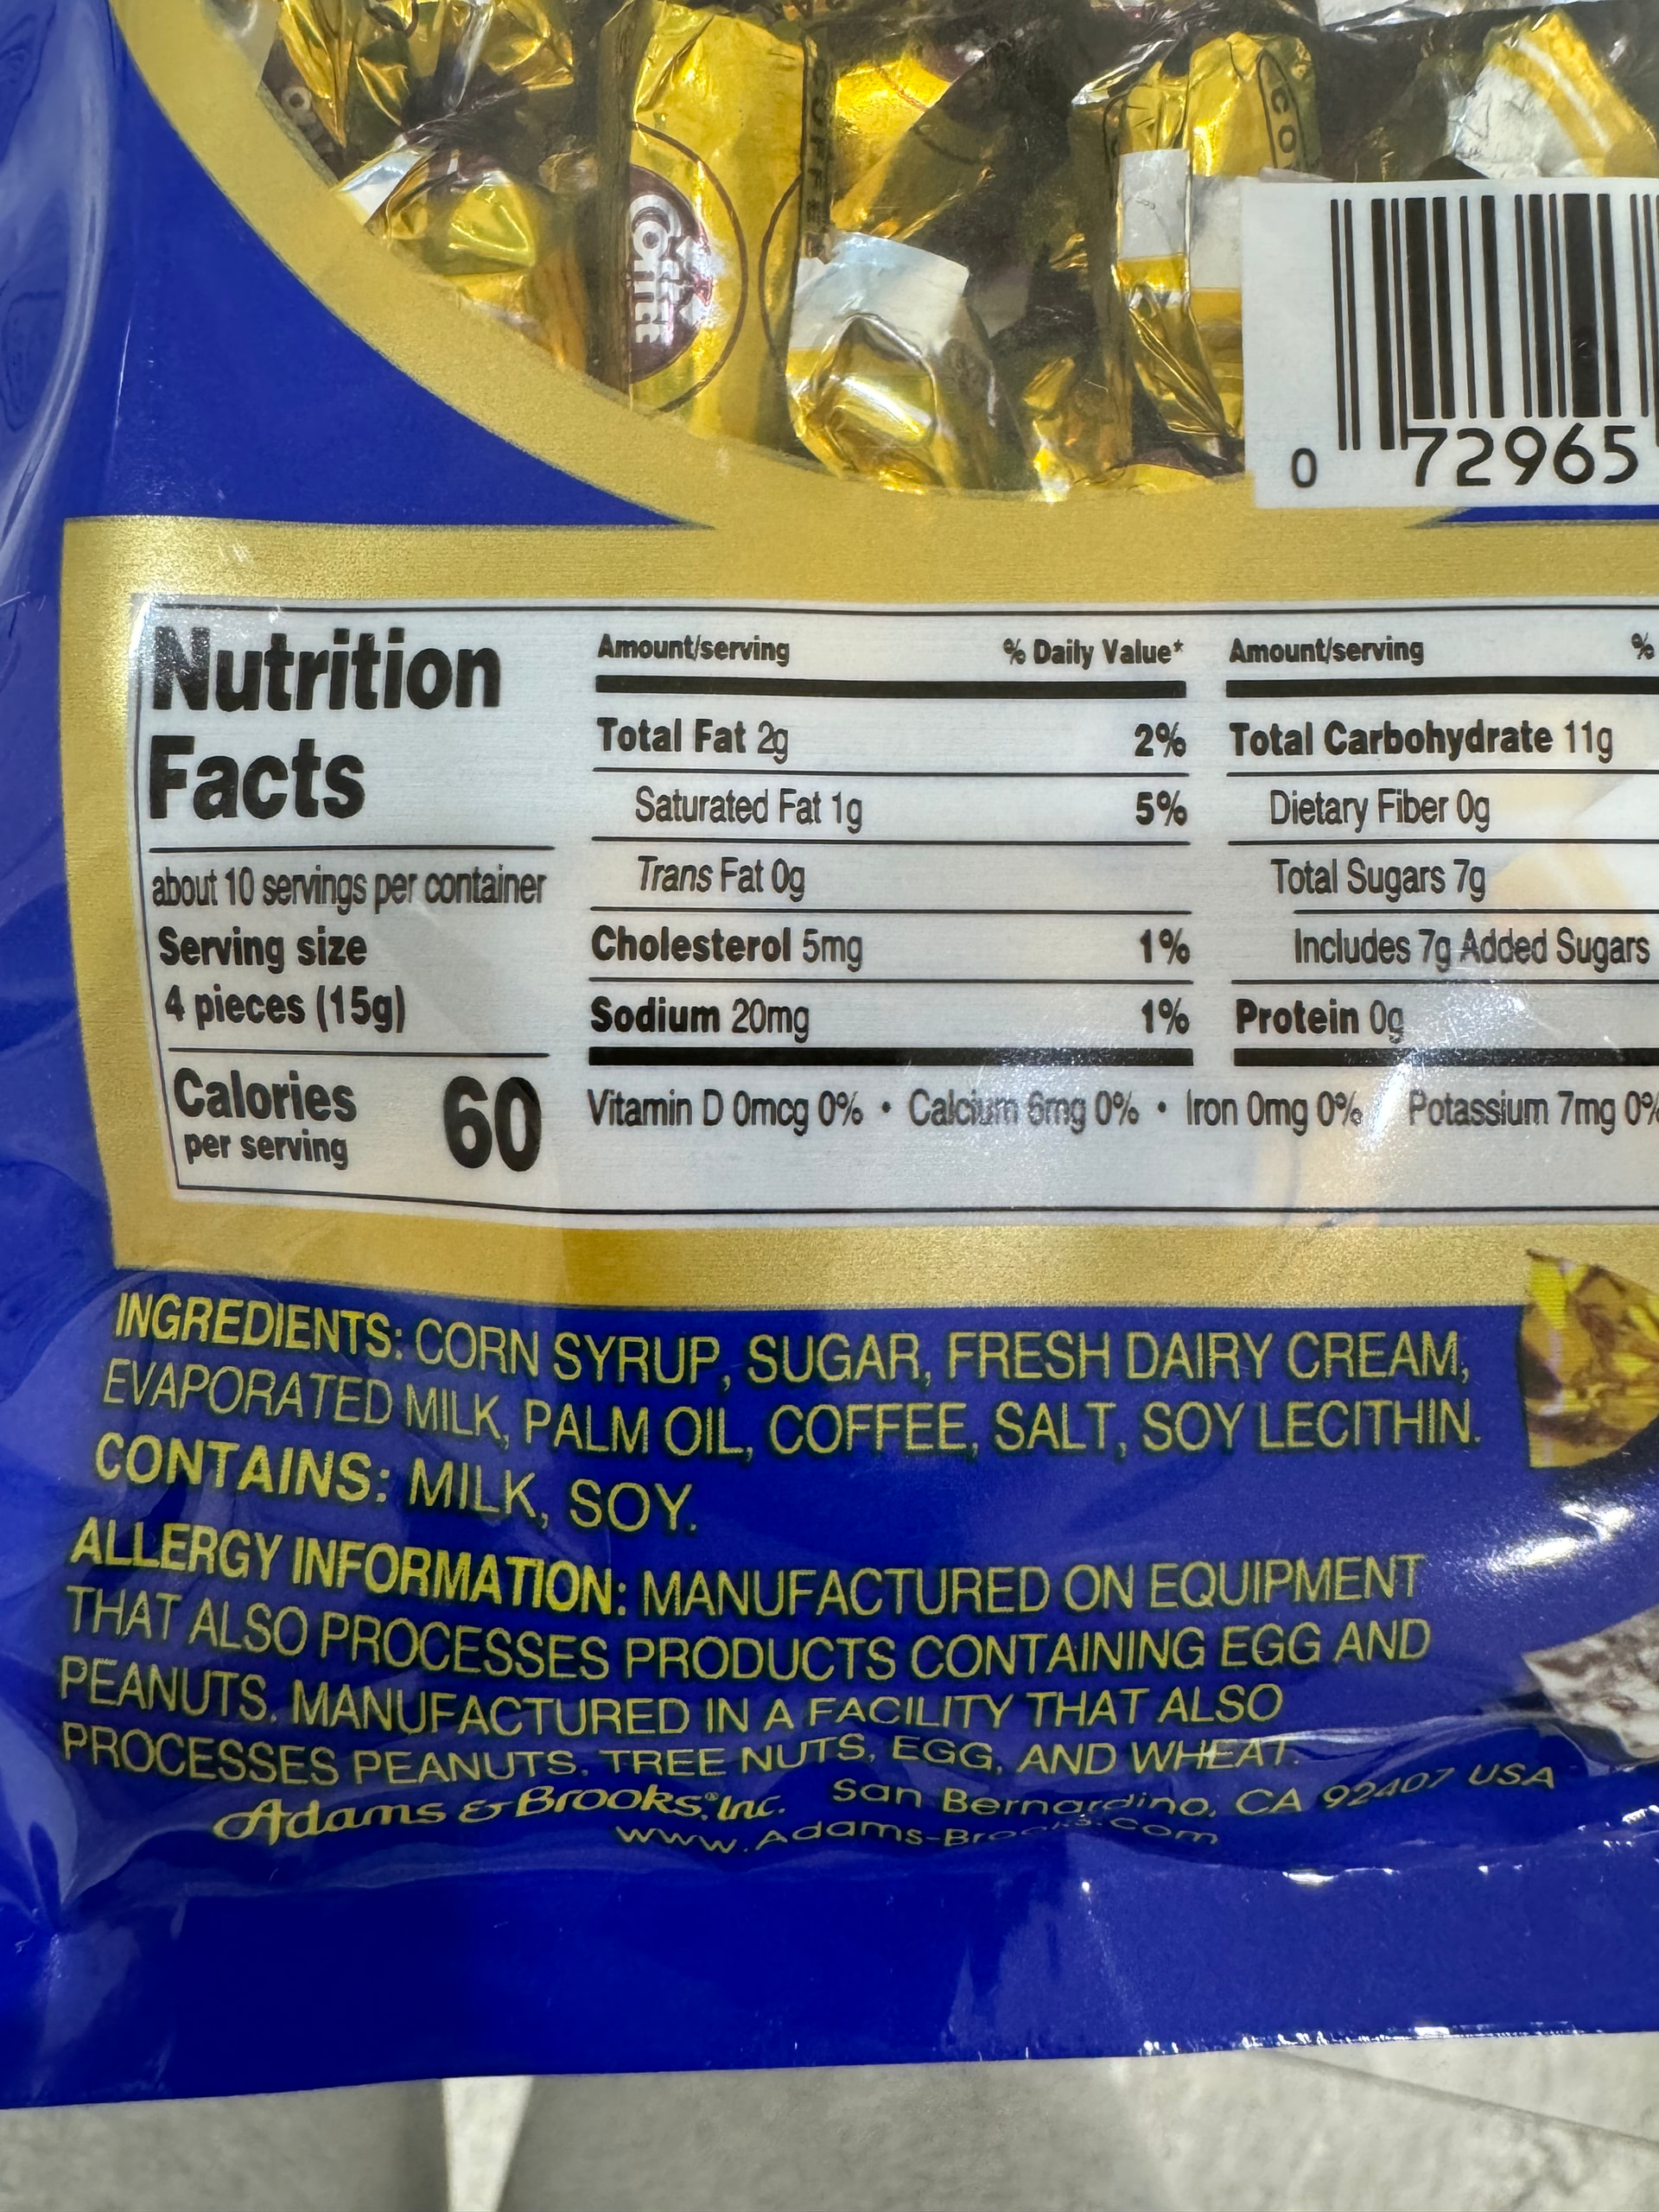 Coffee
COFFEE
0 72965
Nutrition
Facts
about 10 servings per container
Serving size
4 pieces (15g)
Calories
per serving
60
Amount/serving % Daily Value*
Total Fat 2g 2%
Saturated Fat 1g 5%
Trans Fat 0g
Cholesterol 5mg 1%
Sodium 20mg 1%
Amount/serving %
Total Carbohydrate 11g
Dietary Fiber 0g
Total Sugars 7g
Includes 7g Added Sugars
Protein 0g
Vitamin D 0mcg 0% • Calcium 6mg 0% • Iron 0mg 0% Potassium 7mg 0%
INGREDIENTS: CORN SYRUP, SUGAR, FRESH DAIRY CREAM,
EVAPORATED MILK, PALM OIL, COFFEE, SALT, SOY LECITHIN.
CONTAINS: MILK, SOY.
ALLERGY INFORMATION: MANUFACTURED ON EQUIPMENT
THAT ALSO PROCESSES PRODUCTS CONTAINING EGG AND
PEANUTS. MANUFACTURED IN A FACILITY THAT ALSO
PROCESSES PEANUTS, TREE NUTS, EGG, AND WHEAT.
Adams & Brooks,® Inc. San Bernardino, CA 92407 USA
www.Adams-Brooks.com